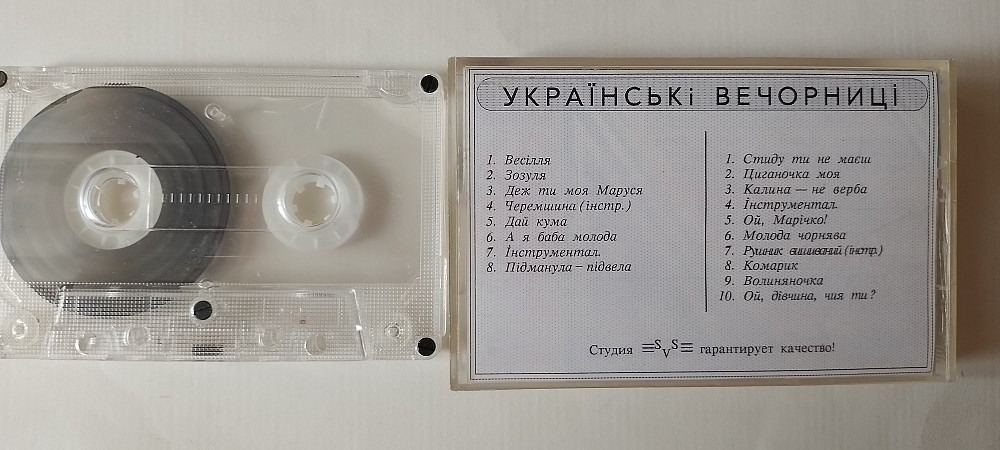 УКРАЇНСЬКі ВЕЧОРНИЦі
1. Весілля
2. Зозуля
3. Деж ти моя Маруся
4. Черемшина (інстр.)
5. Дай кума
6. А я баба молода
7. Інструментал.
8. Підманула – підвела
1. Стиду ти не маєш
2. Циганочка моя
3. Калина — не верба
4. Інструментал.
5. Ой, Марічко!
6. Молода чорнява
7. Рушник вишиваний (інстр.)
8. Комарик
9. Волиняночка
10. Ой, дівчина, чия ти?
Студия SVS гарантирует качество!